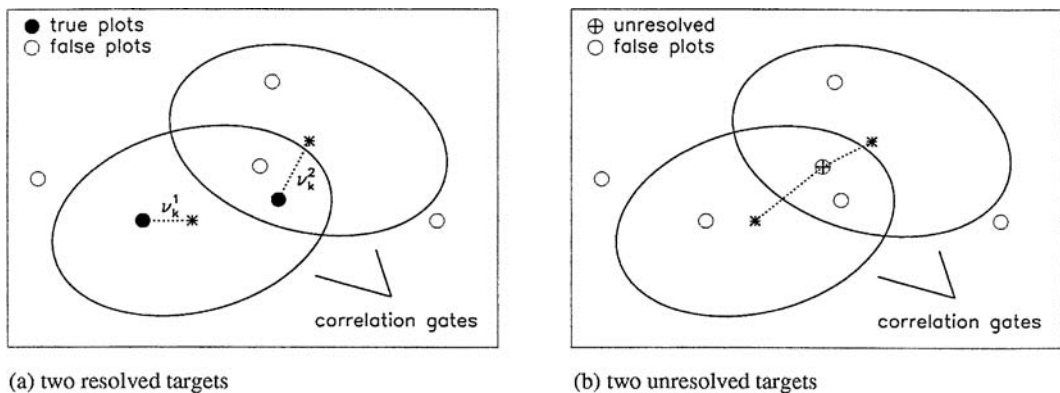 true plots
false plots
ν_k^1
ν_k^2
correlation gates
(a) two resolved targets
unresolved
false plots
correlation gates
(b) two unresolved targets